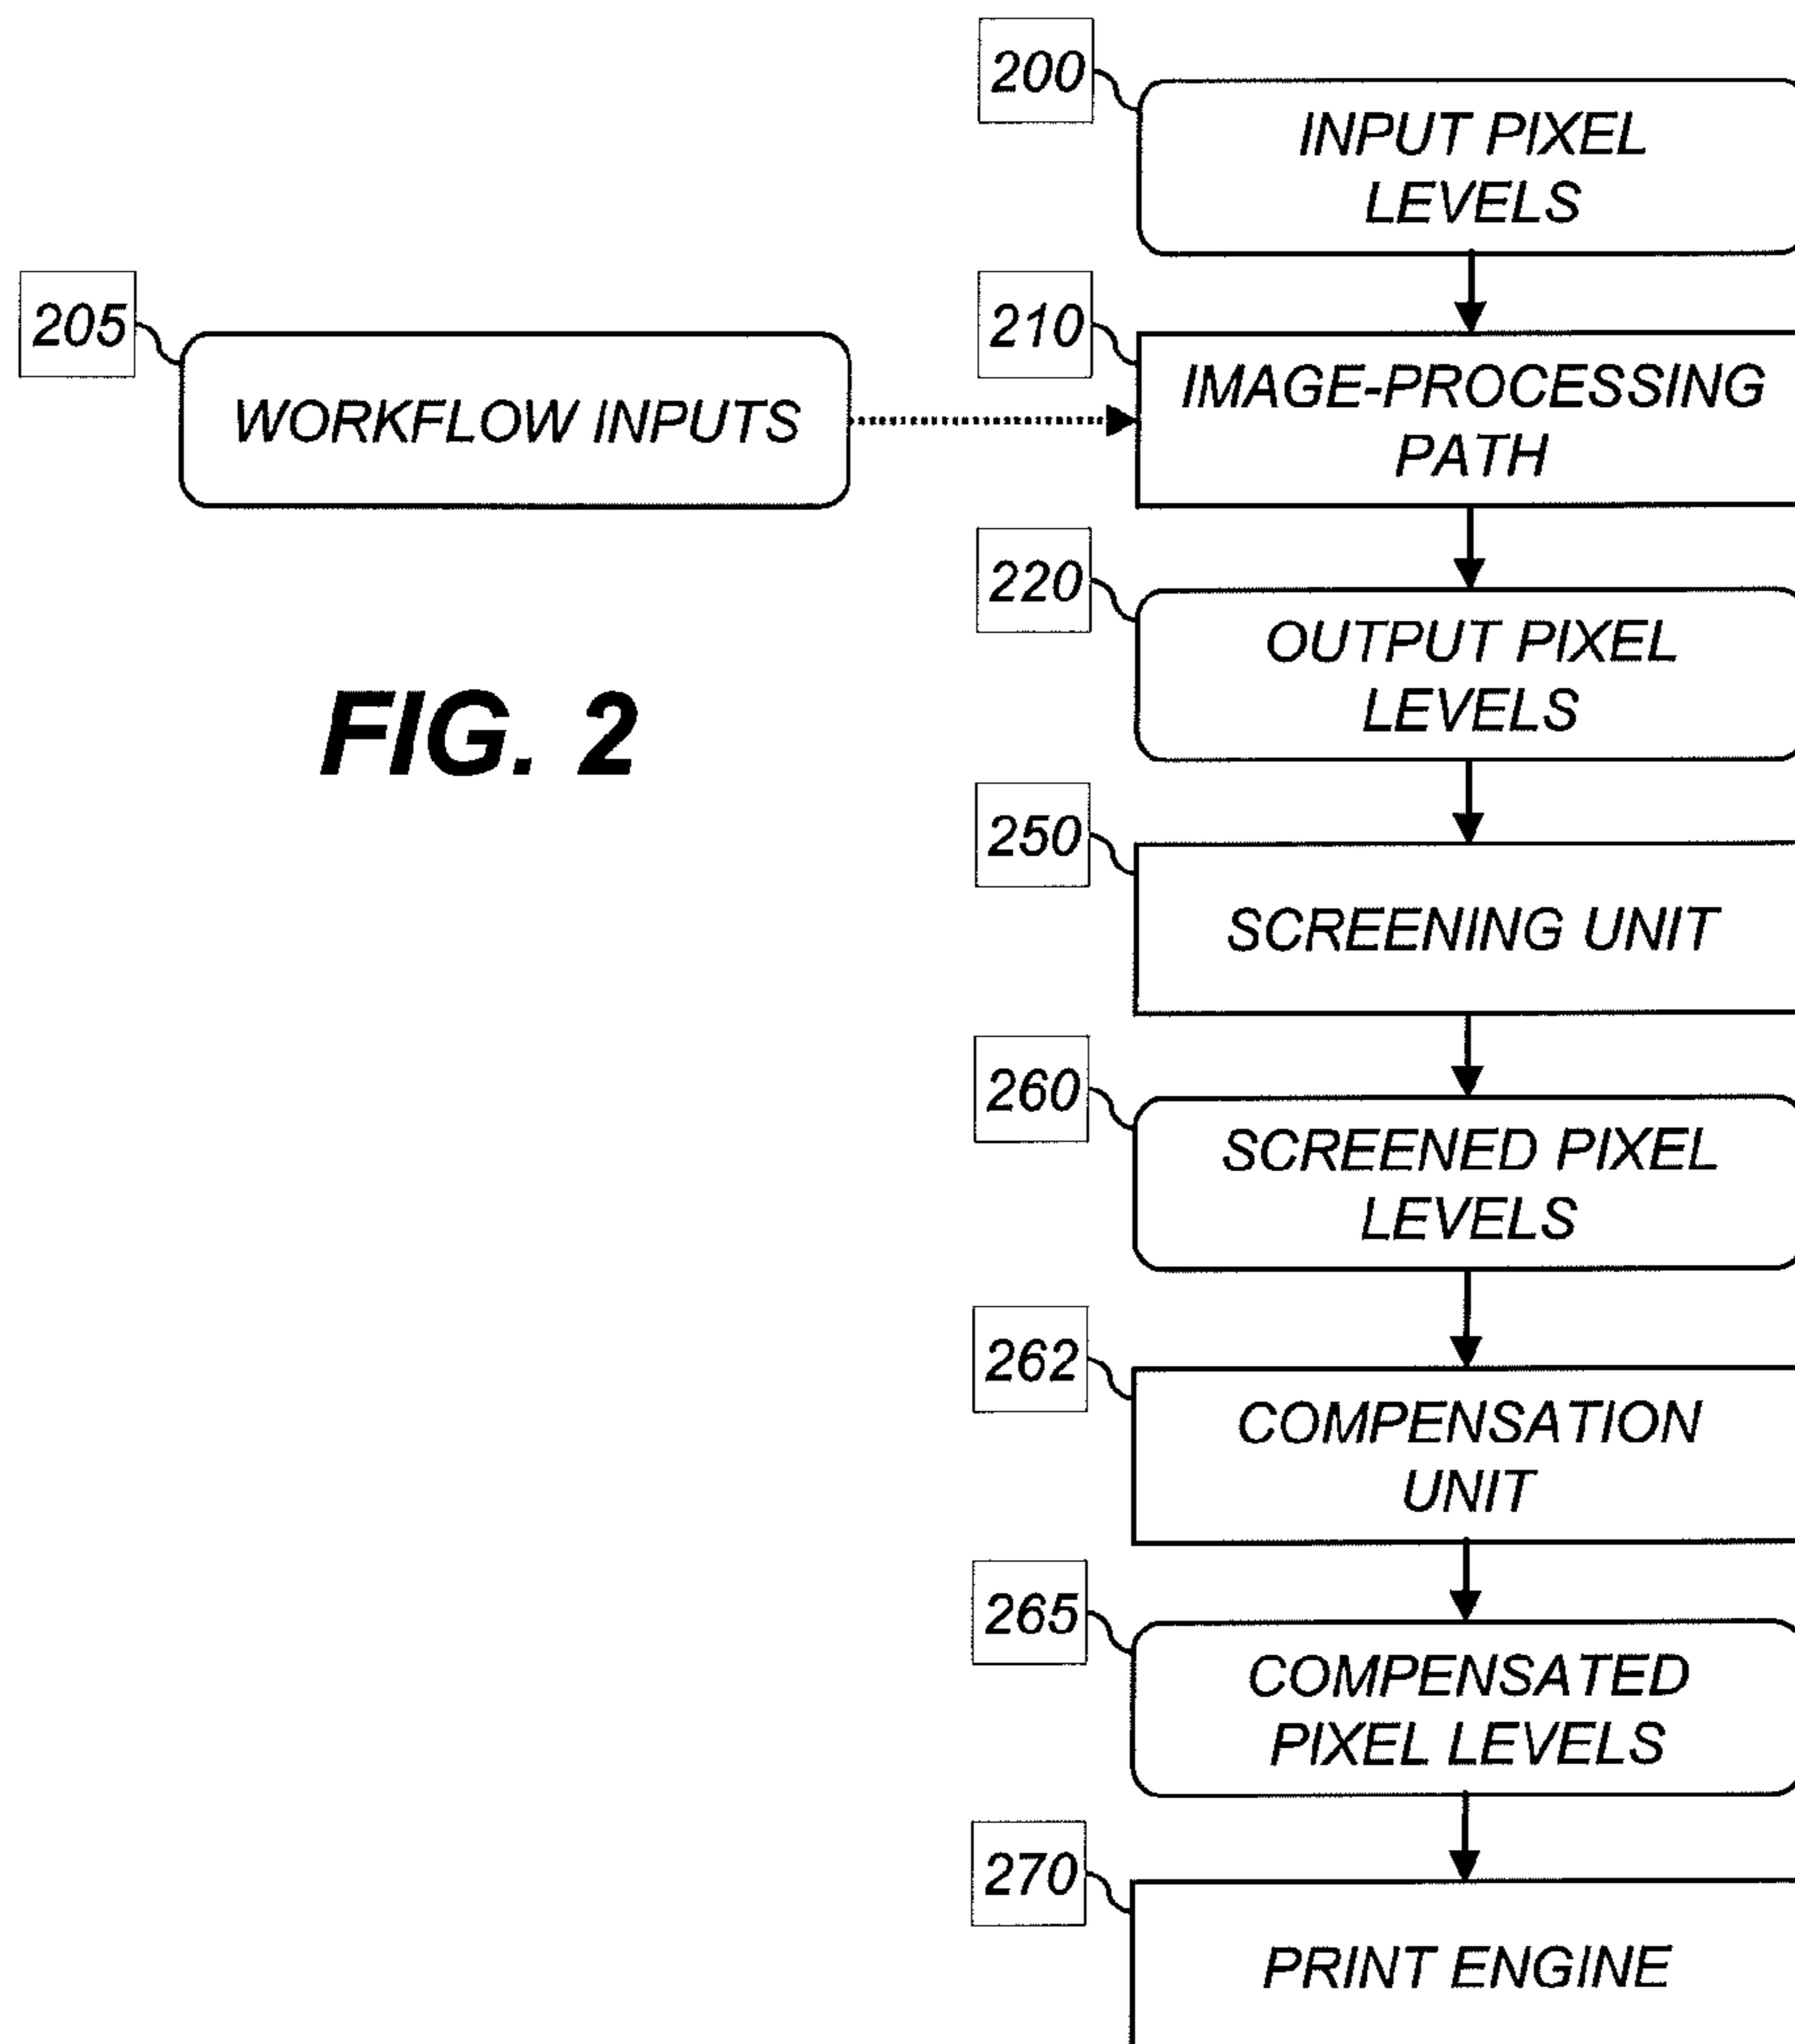 200
INPUT PIXEL
LEVELS
205
WORKFLOW INPUTS
210
IMAGE-PROCESSING
PATH
220
OUTPUT PIXEL
LEVELS
FIG. 2
250
SCREENING UNIT
260
SCREENED PIXEL
LEVELS
262
COMPENSATION
UNIT
265
COMPENSATED
PIXEL LEVELS
270
PRINT ENGINE